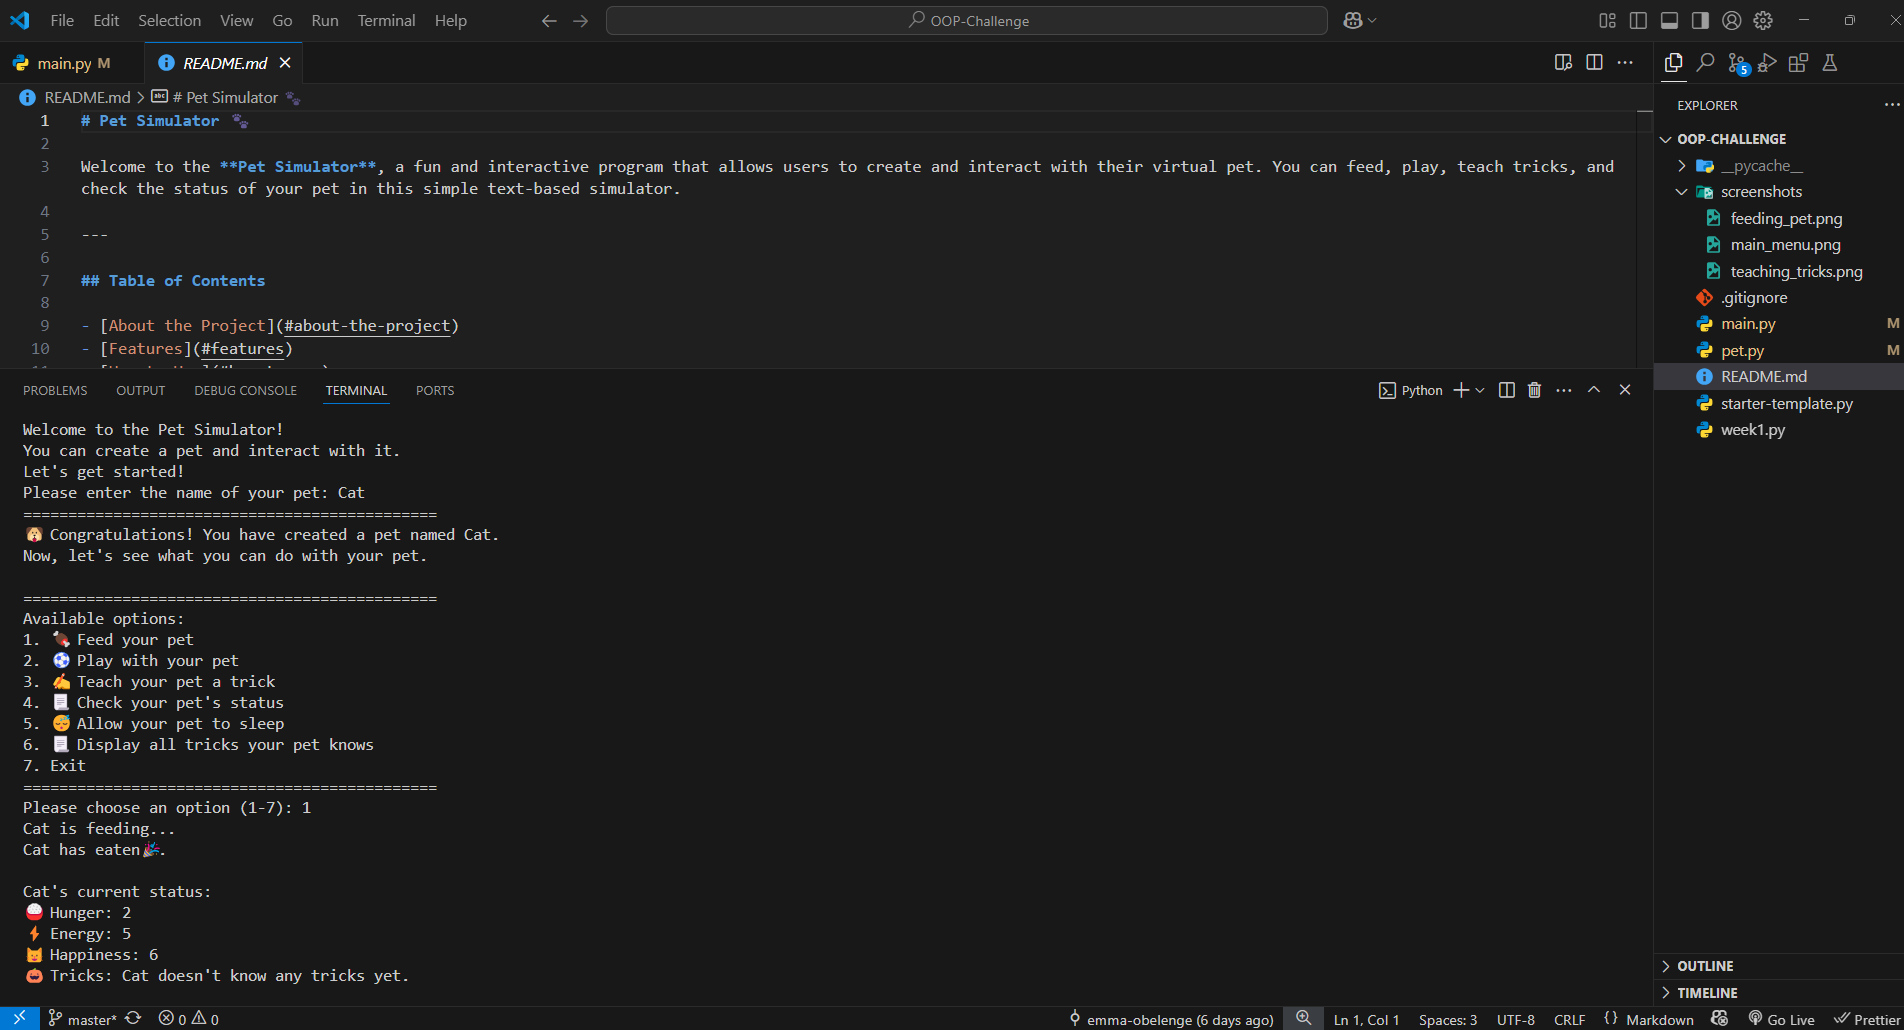 File Edit Selection View Go Run Terminal Help
OOP-Challenge
main.py M
README.md
README.md > # Pet Simulator 🐾
1 # Pet Simulator 🐾
2
3 Welcome to the **Pet Simulator**, a fun and interactive program that allows users to create and interact with their virtual pet. You can feed, play, teach tricks, and
check the status of your pet in this simple text-based simulator.
4
5 ---
6
7 ## Table of Contents
8
9 - [About the Project](#about-the-project)
10 - [Features](#features)
PROBLEMS OUTPUT DEBUG CONSOLE TERMINAL PORTS
Python
Welcome to the Pet Simulator!
You can create a pet and interact with it.
Let's get started!
Please enter the name of your pet: Cat
==============================================
🐶 Congratulations! You have created a pet named Cat.
Now, let's see what you can do with your pet.
==============================================
Available options:
1. 🍖 Feed your pet
2. ⚽ Play with your pet
3. ✍ Teach your pet a trick
4. 📃 Check your pet's status
5. 😴 Allow your pet to sleep
6. 📃 Display all tricks your pet knows
7. Exit
==============================================
Please choose an option (1-7): 1
Cat is feeding...
Cat has eaten🎉.
Cat's current status:
🍚 Hunger: 2
⚡ Energy: 5
😺 Happiness: 6
🎃 Tricks: Cat doesn't know any tricks yet.
5
EXPLORER
OOP-CHALLENGE
__pycache__
screenshots
feeding_pet.png
main_menu.png
teaching_tricks.png
.gitignore
main.py M
pet.py M
README.md
starter-template.py
week1.py
OUTLINE
TIMELINE
master* 0 0
emma-obelenge (6 days ago) Ln 1, Col 1 Spaces: 3 UTF-8 CRLF {} Markdown Go Live Prettier